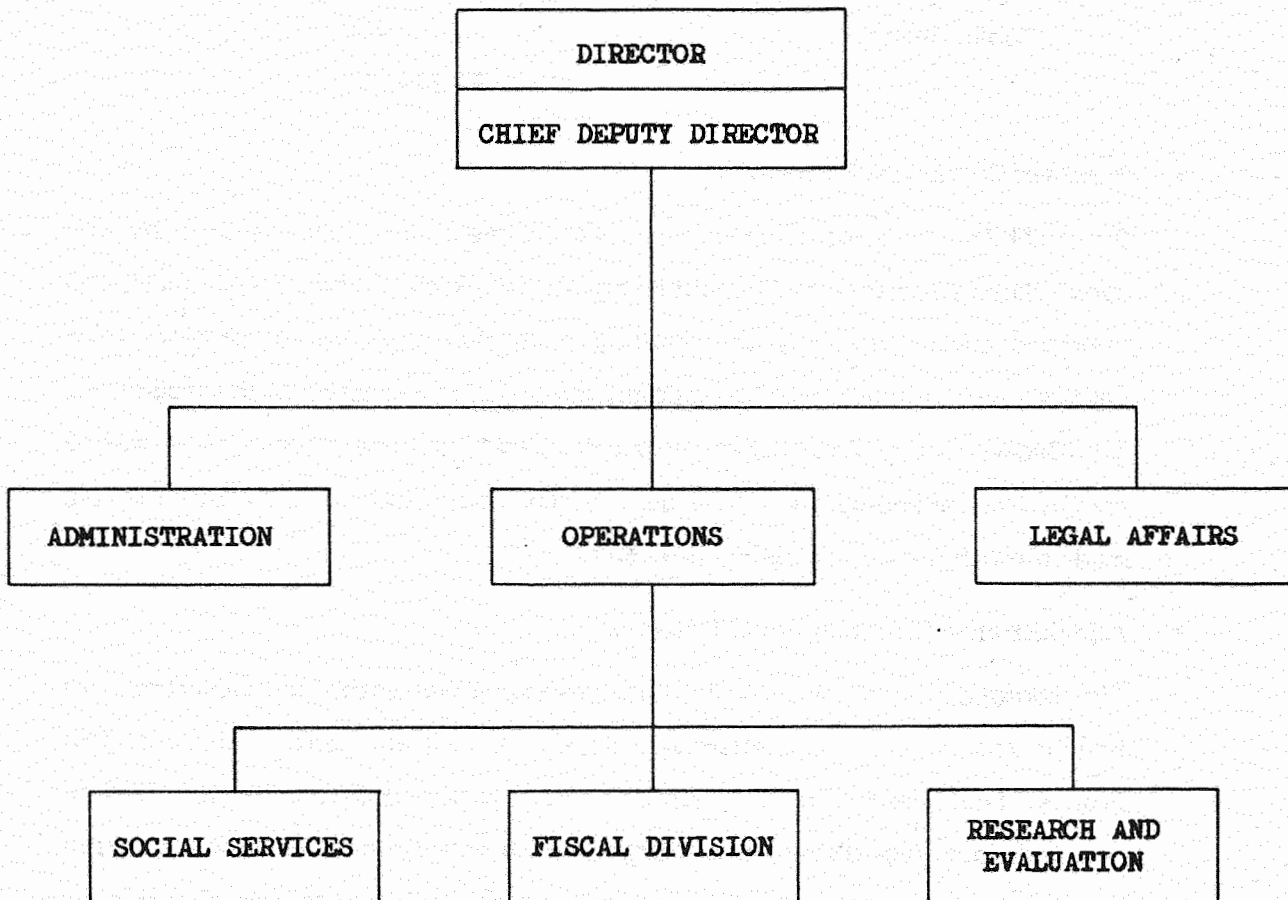 DIRECTOR
CHIEF DEPUTY DIRECTOR
ADMINISTRATION
OPERATIONS
LEGAL AFFAIRS
SOCIAL SERVICES
FISCAL DIVISION
RESEARCH AND
EVALUATION